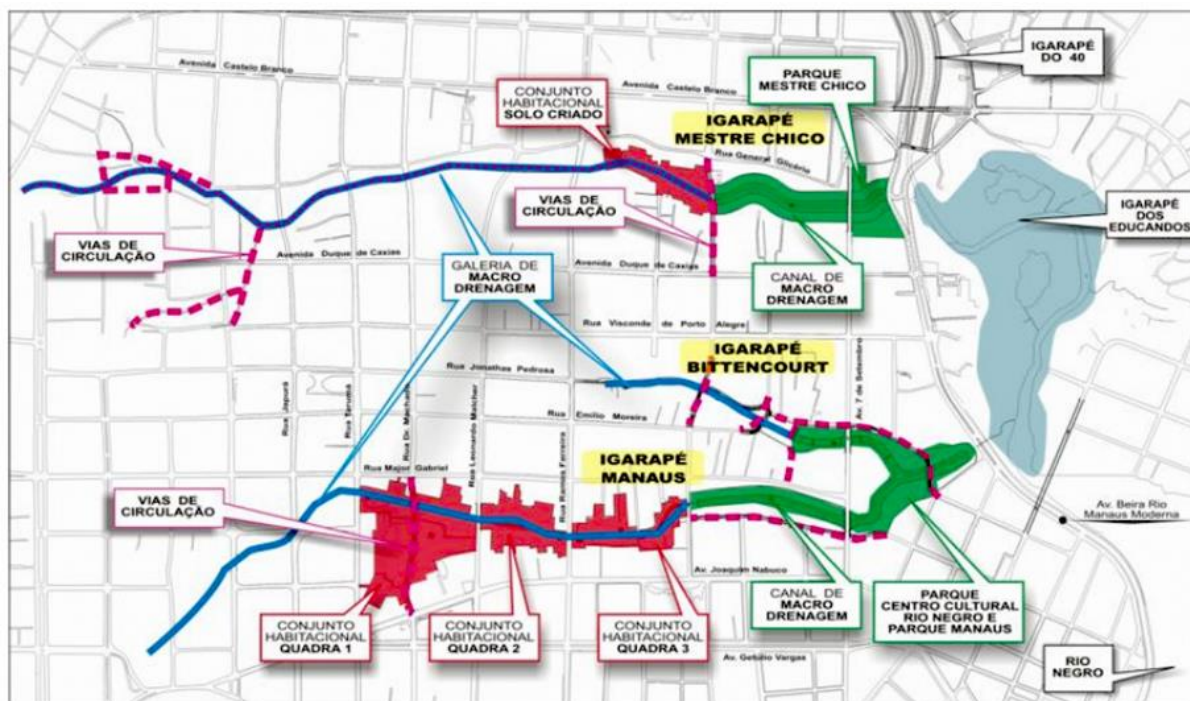 Avenida Castelo Branco
Avenida Castelo Branco
IGARAPÉ
DO 40
PARQUE
MESTRE CHICO
CONJUNTO
HABITACIONAL
SOLO CRIADO
IGARAPÉ
MESTRE CHICO
Rua General Glicério
VIAS DE
CIRCULAÇÃO
IGARAPÉ
DOS
EDUCANDOS
VIAS DE
CIRCULAÇÃO
Avenida Duque de Caxias
GALERIA DE
MACRO
DRENAGEM
Avenida Duque de Caxias
CANAL DE
MACRO
DRENAGEM
Rua Visconde de Porto Alegre
IGARAPÉ
BITTENCOURT
Rua Jonathas Pedrosa
Av. 7 de Setembro
Rua Japurá
Rua Tarumã
Rua Dr. Machado
Rua Leonardo Malcher
Rua Emilio Moreira
Rua Ramos Ferreira
Rua Major Gabriel
IGARAPÉ
MANAUS
VIAS DE
CIRCULAÇÃO
Av. Beira Rio
Manaus Moderna
Av. Joaquim Nabuco
CONJUNTO
HABITACIONAL
QUADRA 1
CONJUNTO
HABITACIONAL
QUADRA 2
CONJUNTO
HABITACIONAL
QUADRA 3
CANAL DE
MACRO
DRENAGEM
PARQUE
CENTRO CULTURAL
RIO NEGRO E
PARQUE MANAUS
Av. Getúlio Vargas
RIO
NEGRO